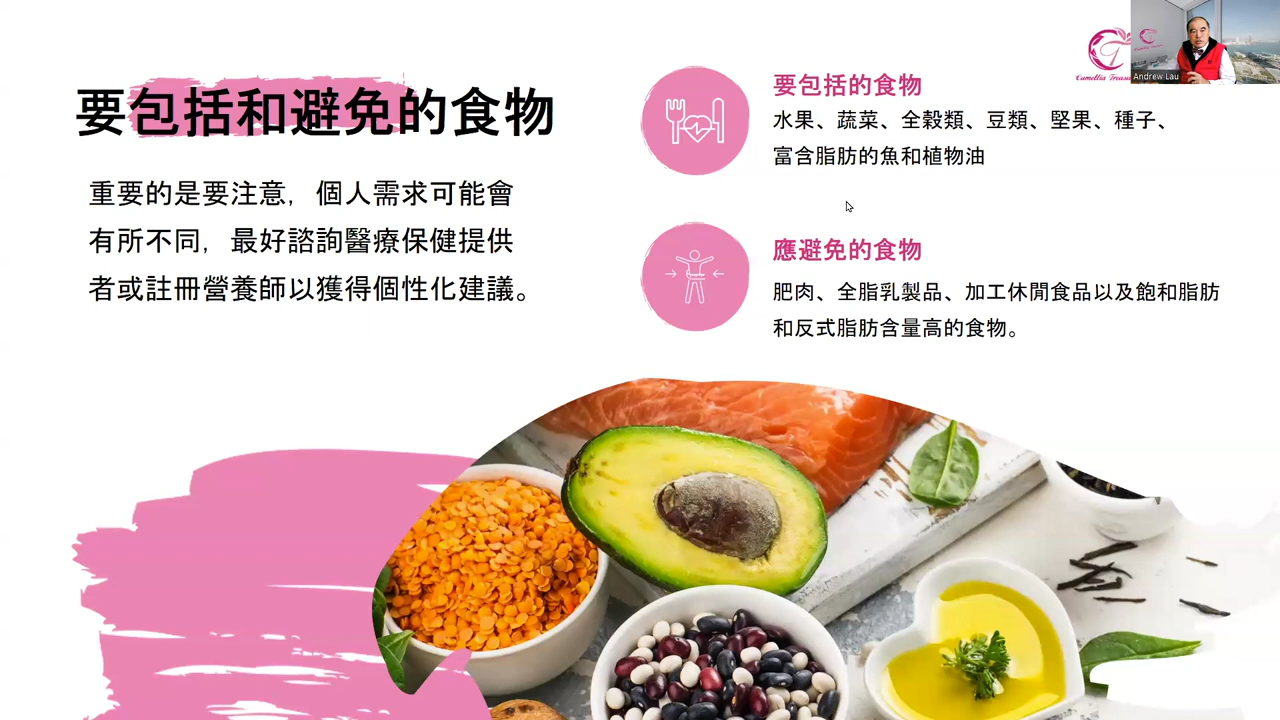 要包括和避免的食物
重要的是要注意，個人需求可能會
有所不同，最好諮詢醫療保健提供
者或註冊營養師以獲得個性化建議。
要包括的食物
水果、蔬菜、全穀類、豆類、堅果、種子、
富含脂肪的魚和植物油
應避免的食物
肥肉、全脂乳製品、加工休閒食品以及飽和脂肪
和反式脂肪含量高的食物。
Andrew Lau